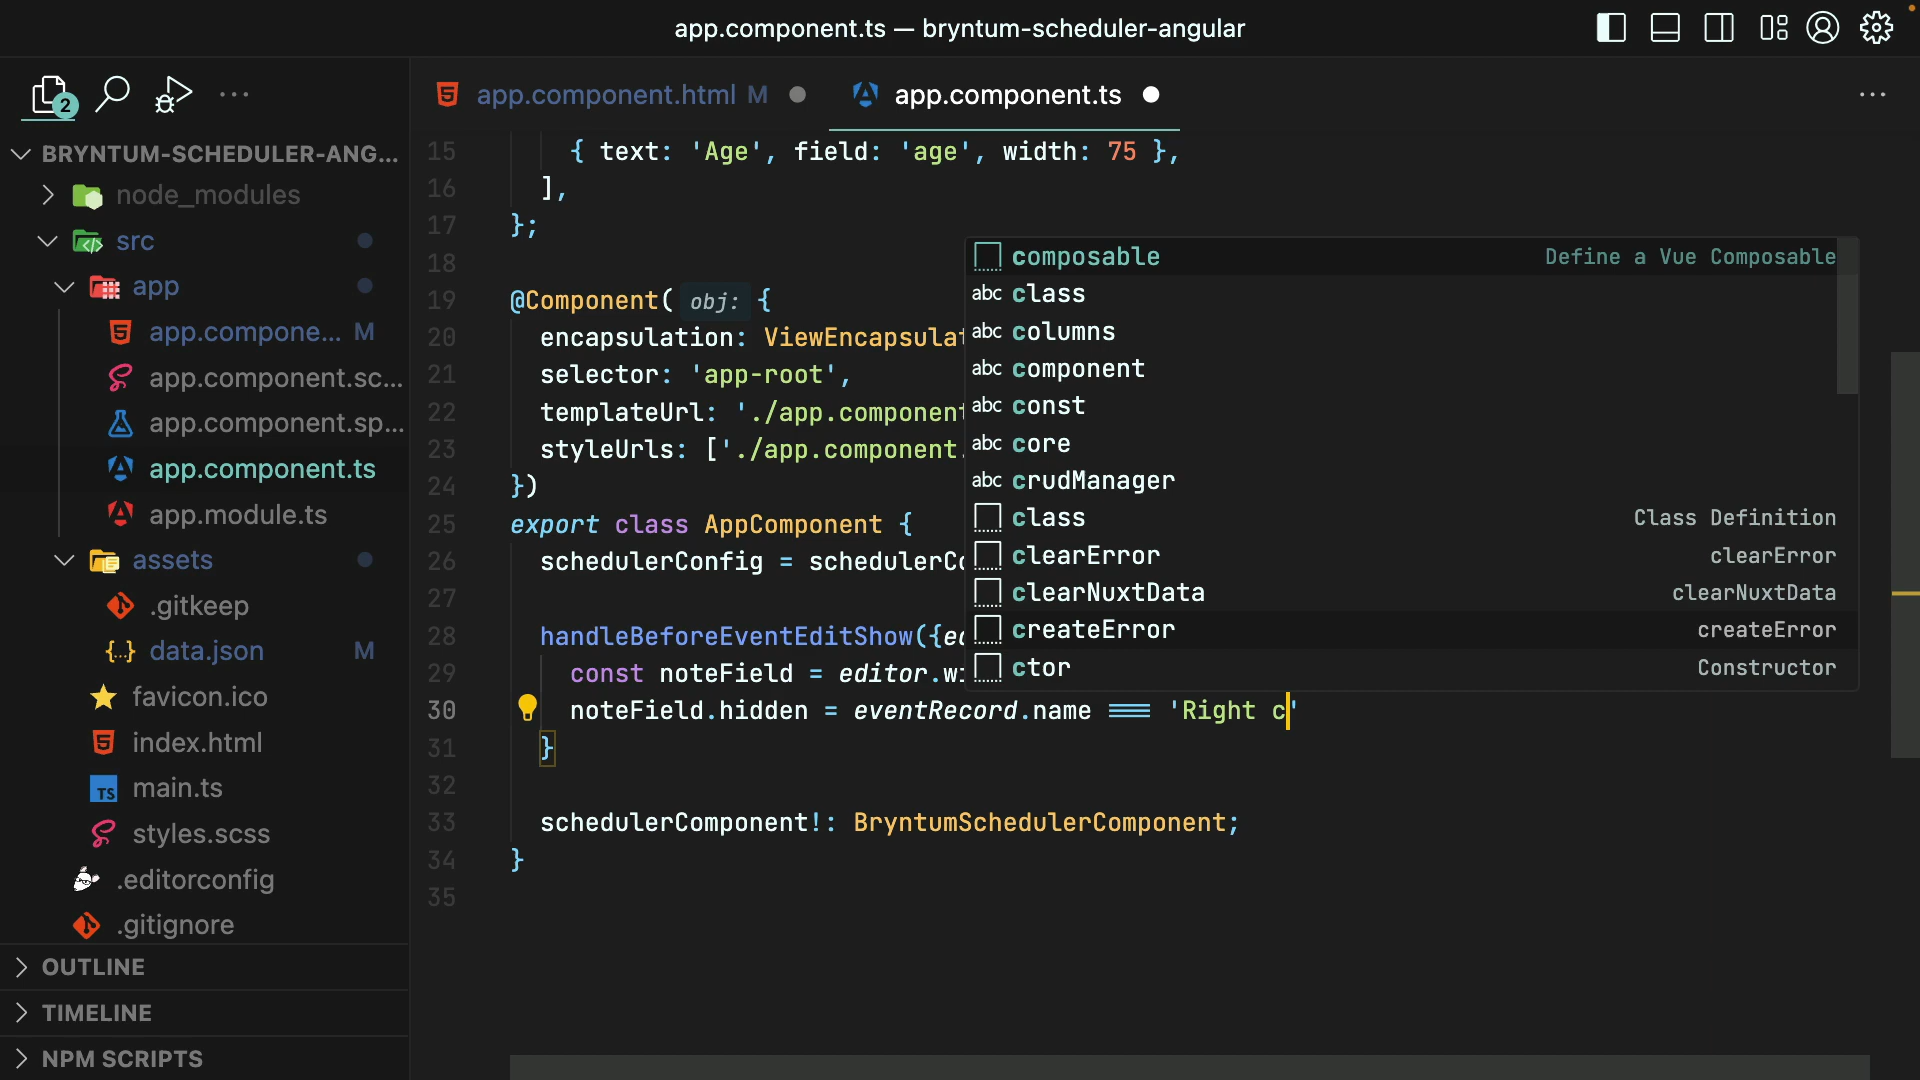 app.component.ts — bryntum-scheduler-angular
2
app.component.html M
app.component.ts
BRYNTUM-SCHEDULER-ANG...
node_modules
src
app
app.compone... M
app.component.sc...
app.component.sp...
app.component.ts
app.module.ts
assets
.gitkeep
data.json M
favicon.ico
index.html
main.ts
styles.scss
.editorconfig
.gitignore
OUTLINE
TIMELINE
NPM SCRIPTS
15 { text: 'Age', field: 'age', width: 75 },
16 ],
17 };
18
19 @Component( obj: {
20 encapsulation: ViewEncapsulat
21 selector: 'app-root',
22 templateUrl: './app.component
23 styleUrls: ['./app.component.
24 })
25 export class AppComponent {
26 schedulerConfig = schedulerCo
27
28 handleBeforeEventEditShow({ed
29 const noteField = editor.wi
30 noteField.hidden = eventRecord.name === 'Right c'
31 }
32
33 schedulerComponent!: BryntumSchedulerComponent;
34 }
35
composable Define a Vue Composable
abc class
abc columns
abc component
abc const
abc core
abc crudManager
class Class Definition
clearError clearError
clearNuxtData clearNuxtData
createError createError
ctor Constructor